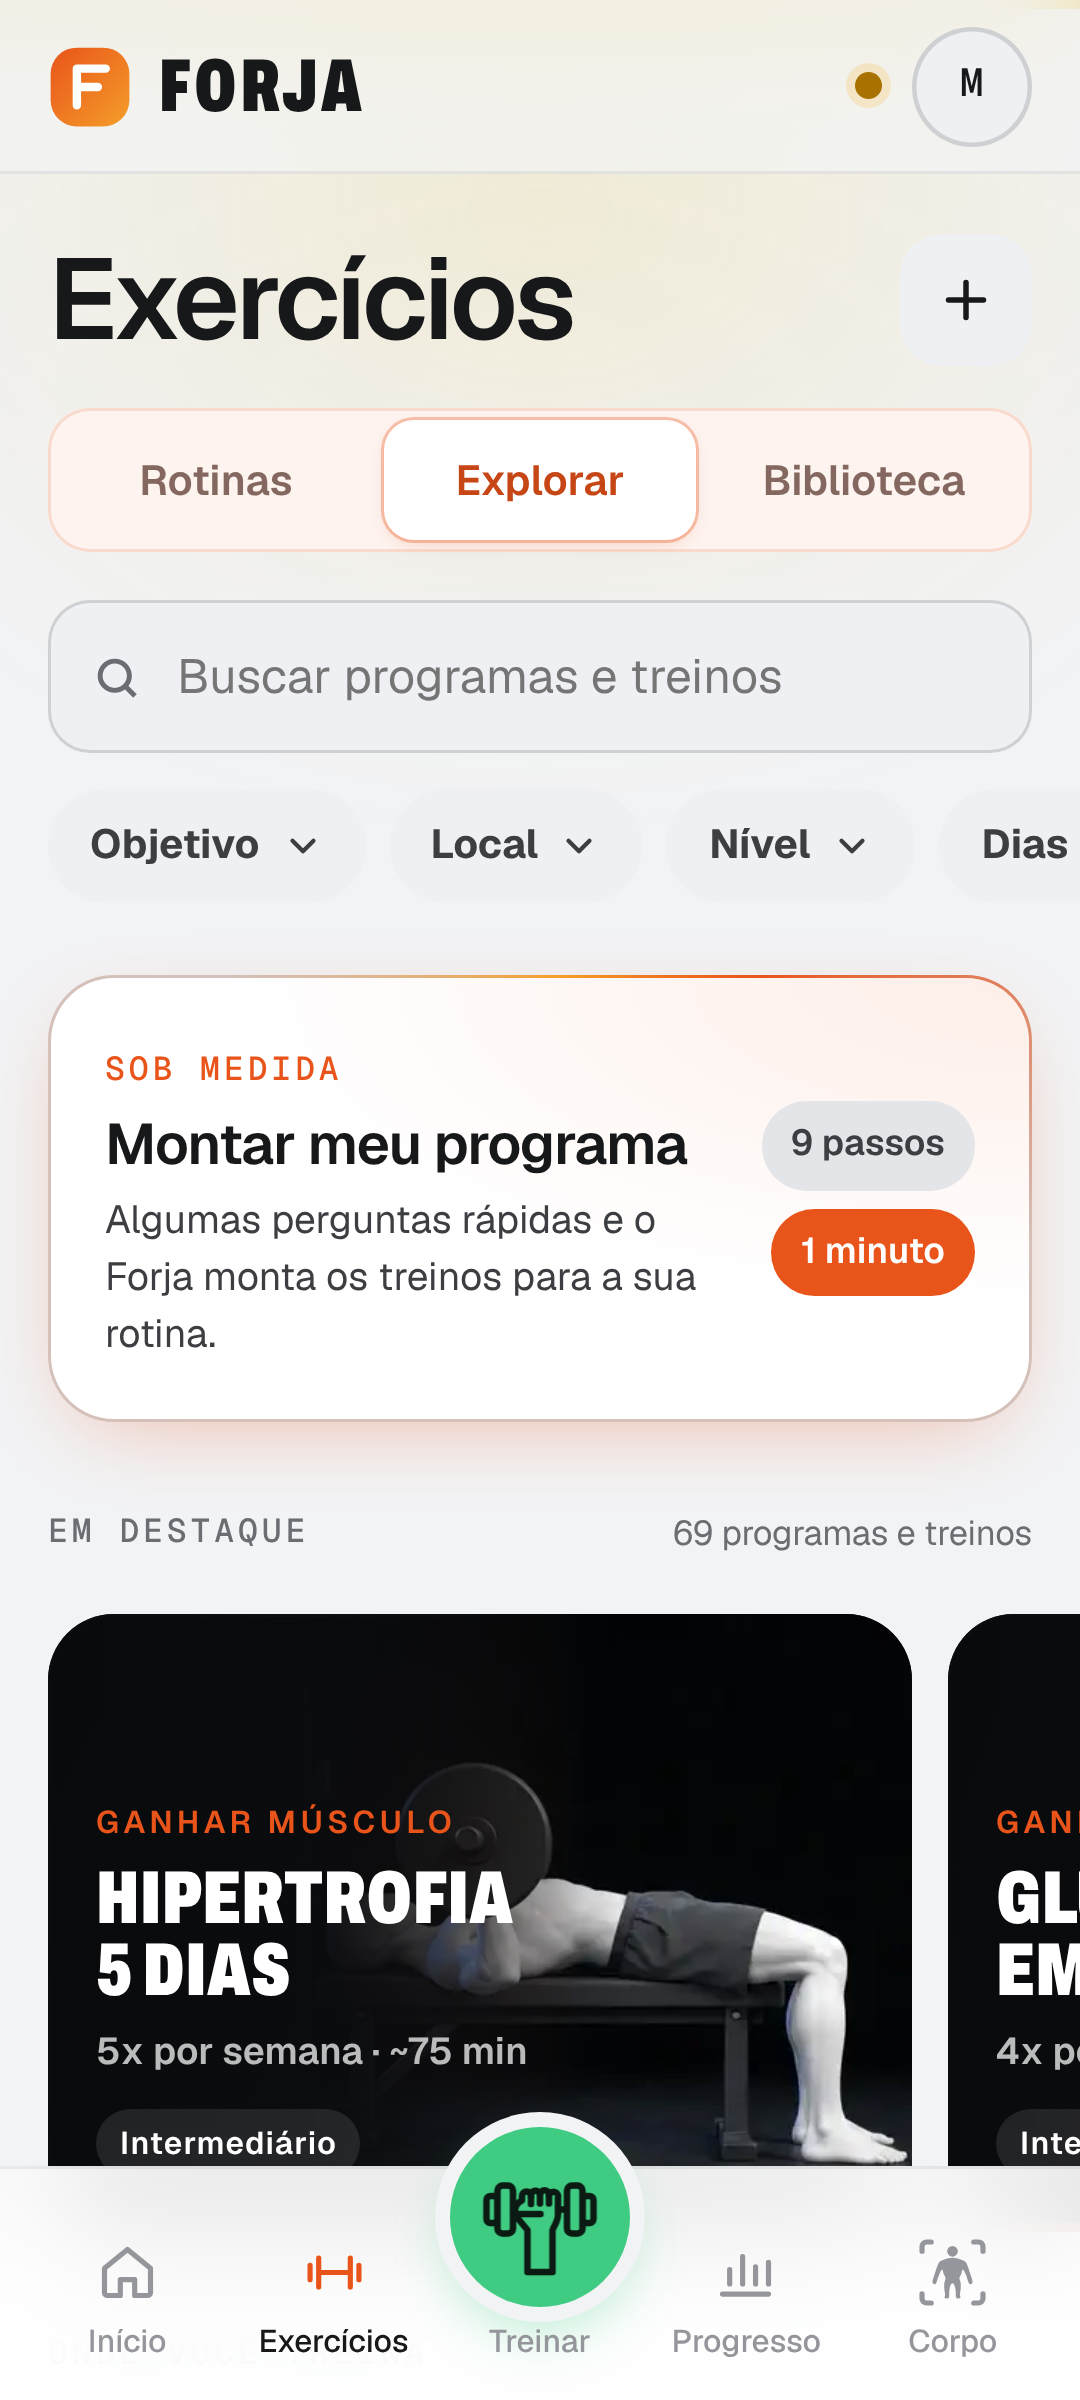 FORJA
M
Exercícios
Rotinas
Explorar
Biblioteca
Buscar programas e treinos
Objetivo
Local
Nível
Dias
SOB MEDIDA
Montar meu programa
Algumas perguntas rápidas e o
Forja monta os treinos para a sua
rotina.
9 passos
1 minuto
EM DESTAQUE
69 programas e treinos
GANHAR MÚSCULO
HIPERTROFIA
5 DIAS
5x por semana · ~75 min
Intermediário
4x
Início
Exercícios
Treinar
Progresso
Corpo